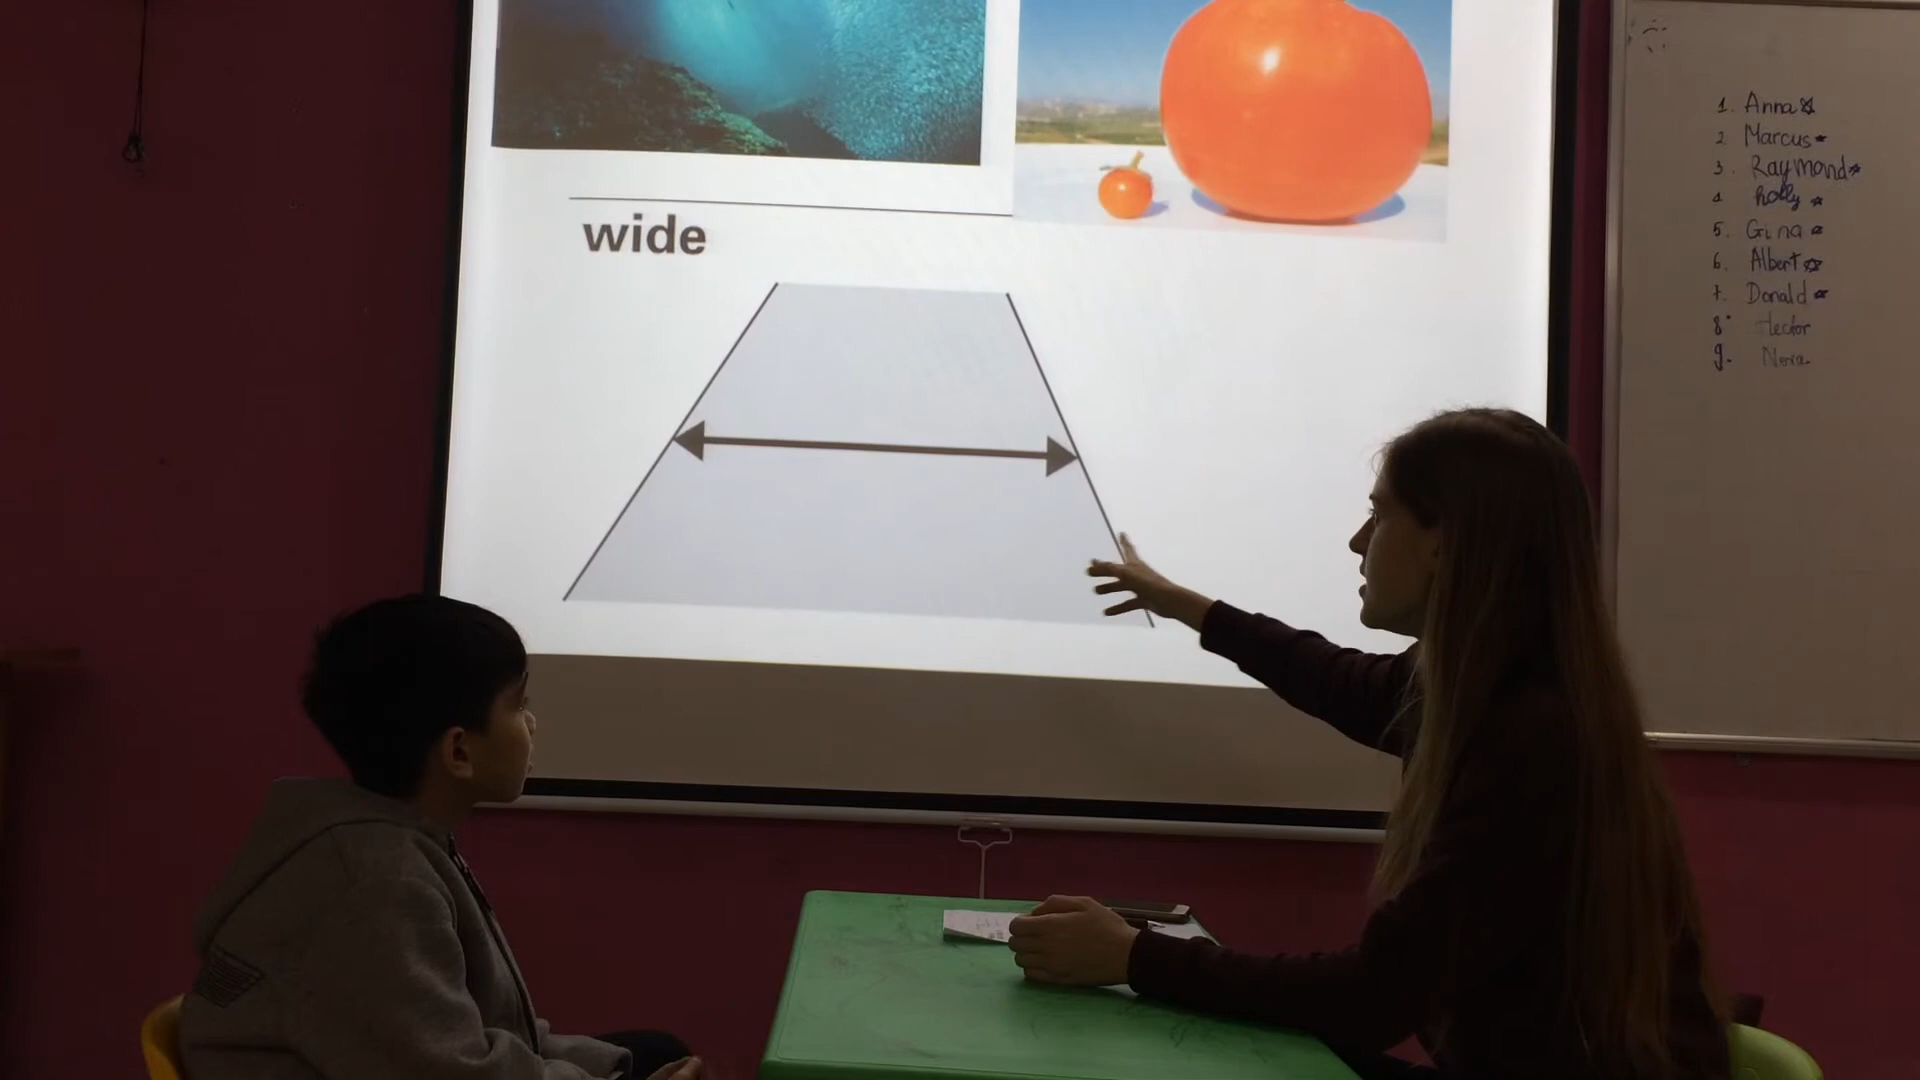 wide
1. Anna
2 Marcus
3. Raymond
4 holly
5. Gina
6. Albert
7. Donald
8. Hector
9. Nora